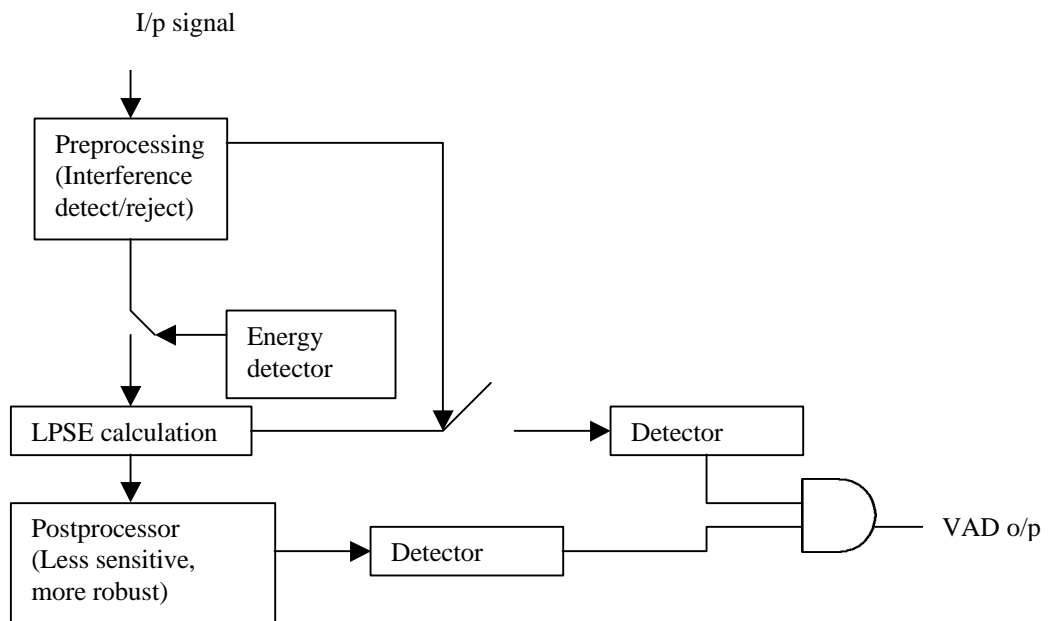 I/p signal
Preprocessing
(Interference
detect/reject)
Energy
detector
LPSE calculation
Detector
Postprocessor
(Less sensitive,
more robust)
Detector
VAD o/p